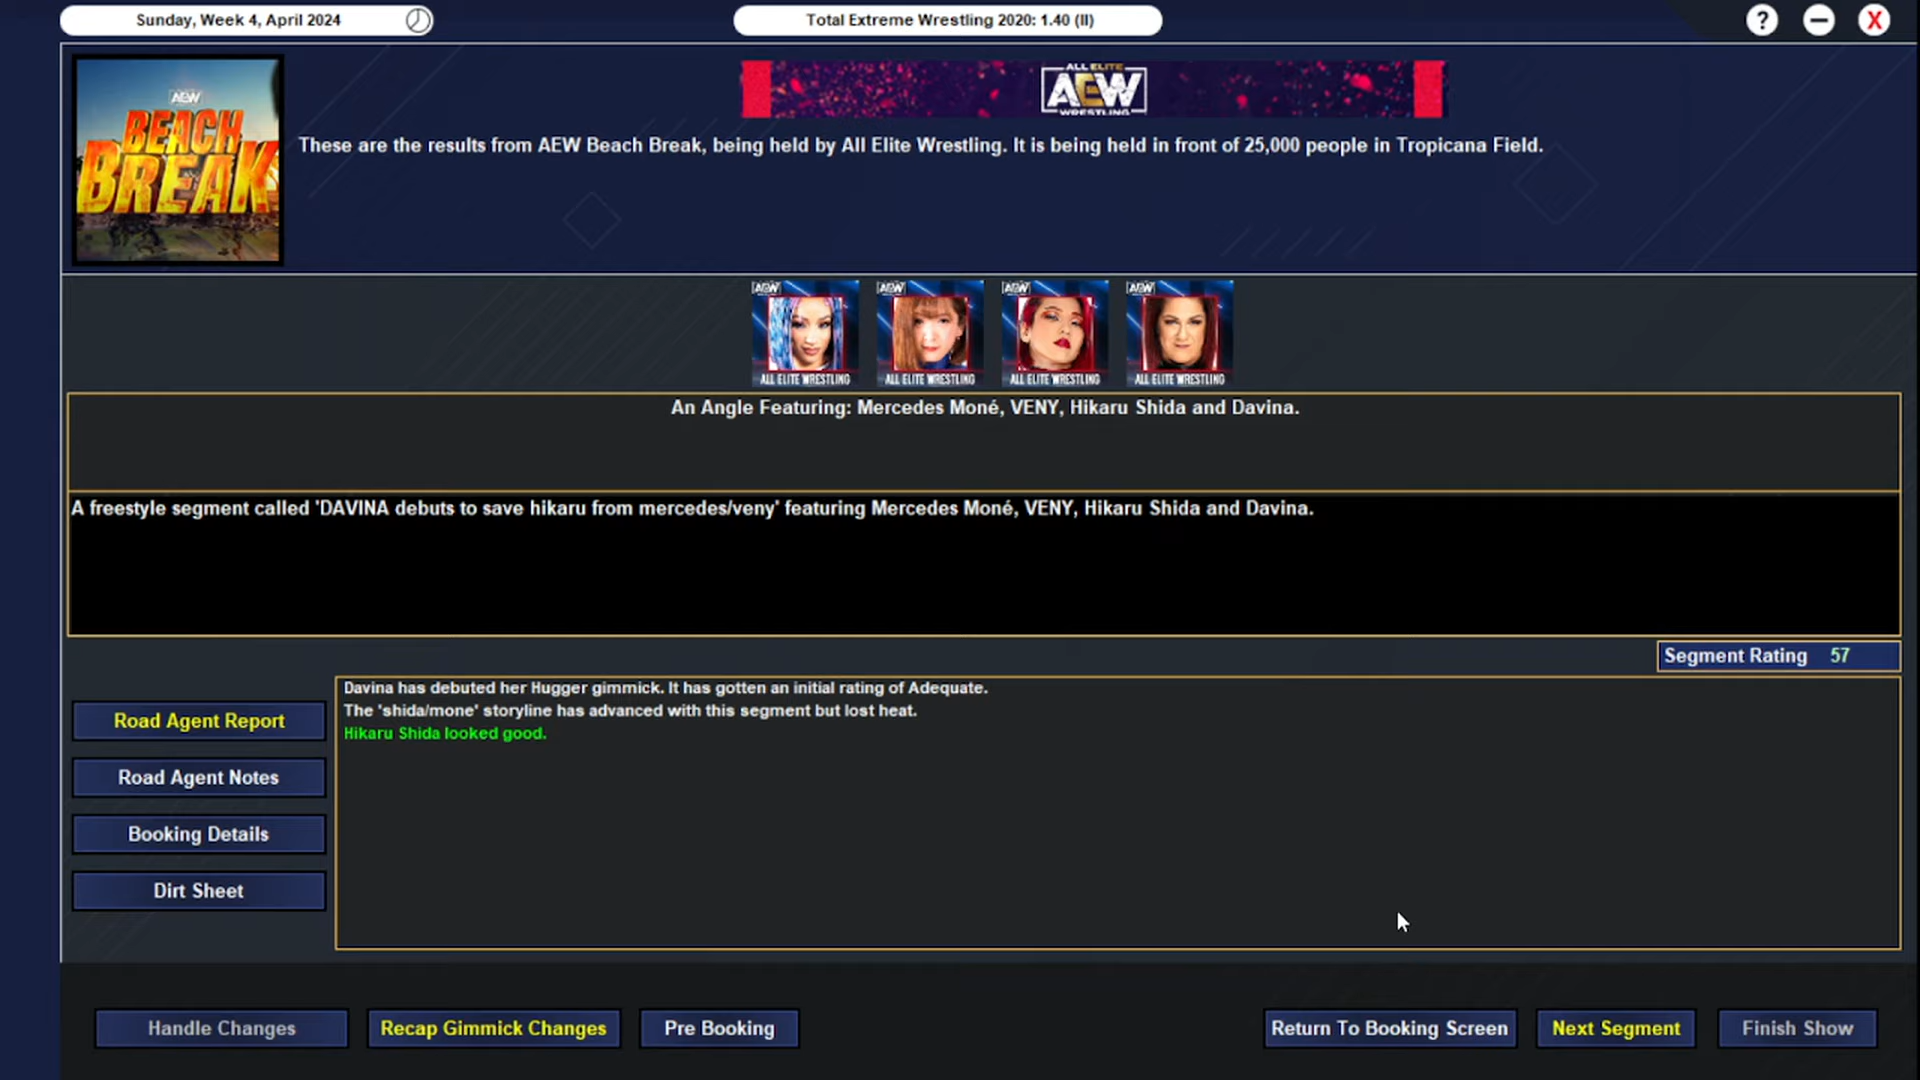 Sunday, Week 4, April 2024
Total Extreme Wrestling 2020: 1.40 (II)
?
X
AEW
BEACH
BREAK
ALL ELITE
AEW
WRESTLING
These are the results from AEW Beach Break, being held by All Elite Wrestling. It is being held in front of 25,000 people in Tropicana Field.
AEW
AEW
AEW
AEW
ALL ELITE WRESTLING
ALL ELITE WRESTLING
ALL ELITE WRESTLING
ALL ELITE WRESTLING
An Angle Featuring: Mercedes Moné, VENY, Hikaru Shida and Davina.
A freestyle segment called 'DAVINA debuts to save hikaru from mercedes/veny' featuring Mercedes Moné, VENY, Hikaru Shida and Davina.
Segment Rating 57
Road Agent Report
Road Agent Notes
Booking Details
Dirt Sheet
Davina has debuted her Hugger gimmick. It has gotten an initial rating of Adequate.
The 'shida/mone' storyline has advanced with this segment but lost heat.
Hikaru Shida looked good.
Handle Changes
Recap Gimmick Changes
Pre Booking
Return To Booking Screen
Next Segment
Finish Show